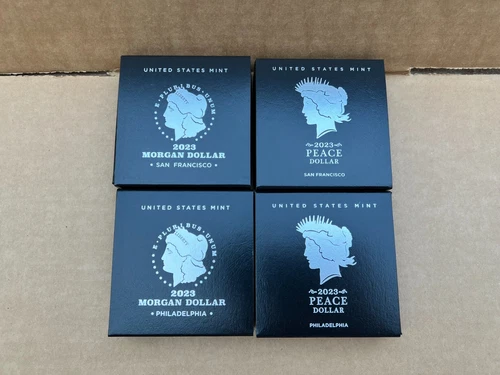 UNITED STATES MINT
E·PLURIBUS·UNUM
2023
MORGAN DOLLAR
• SAN FRANCISCO •
UNITED STATES MINT
2023
PEACE
DOLLAR
SAN FRANCISCO
UNITED STATES MINT
E·PLURIBUS·UNUM
2023
MORGAN DOLLAR
• PHILADELPHIA •
UNITED STATES MINT
2023
PEACE
DOLLAR
PHILADELPHIA